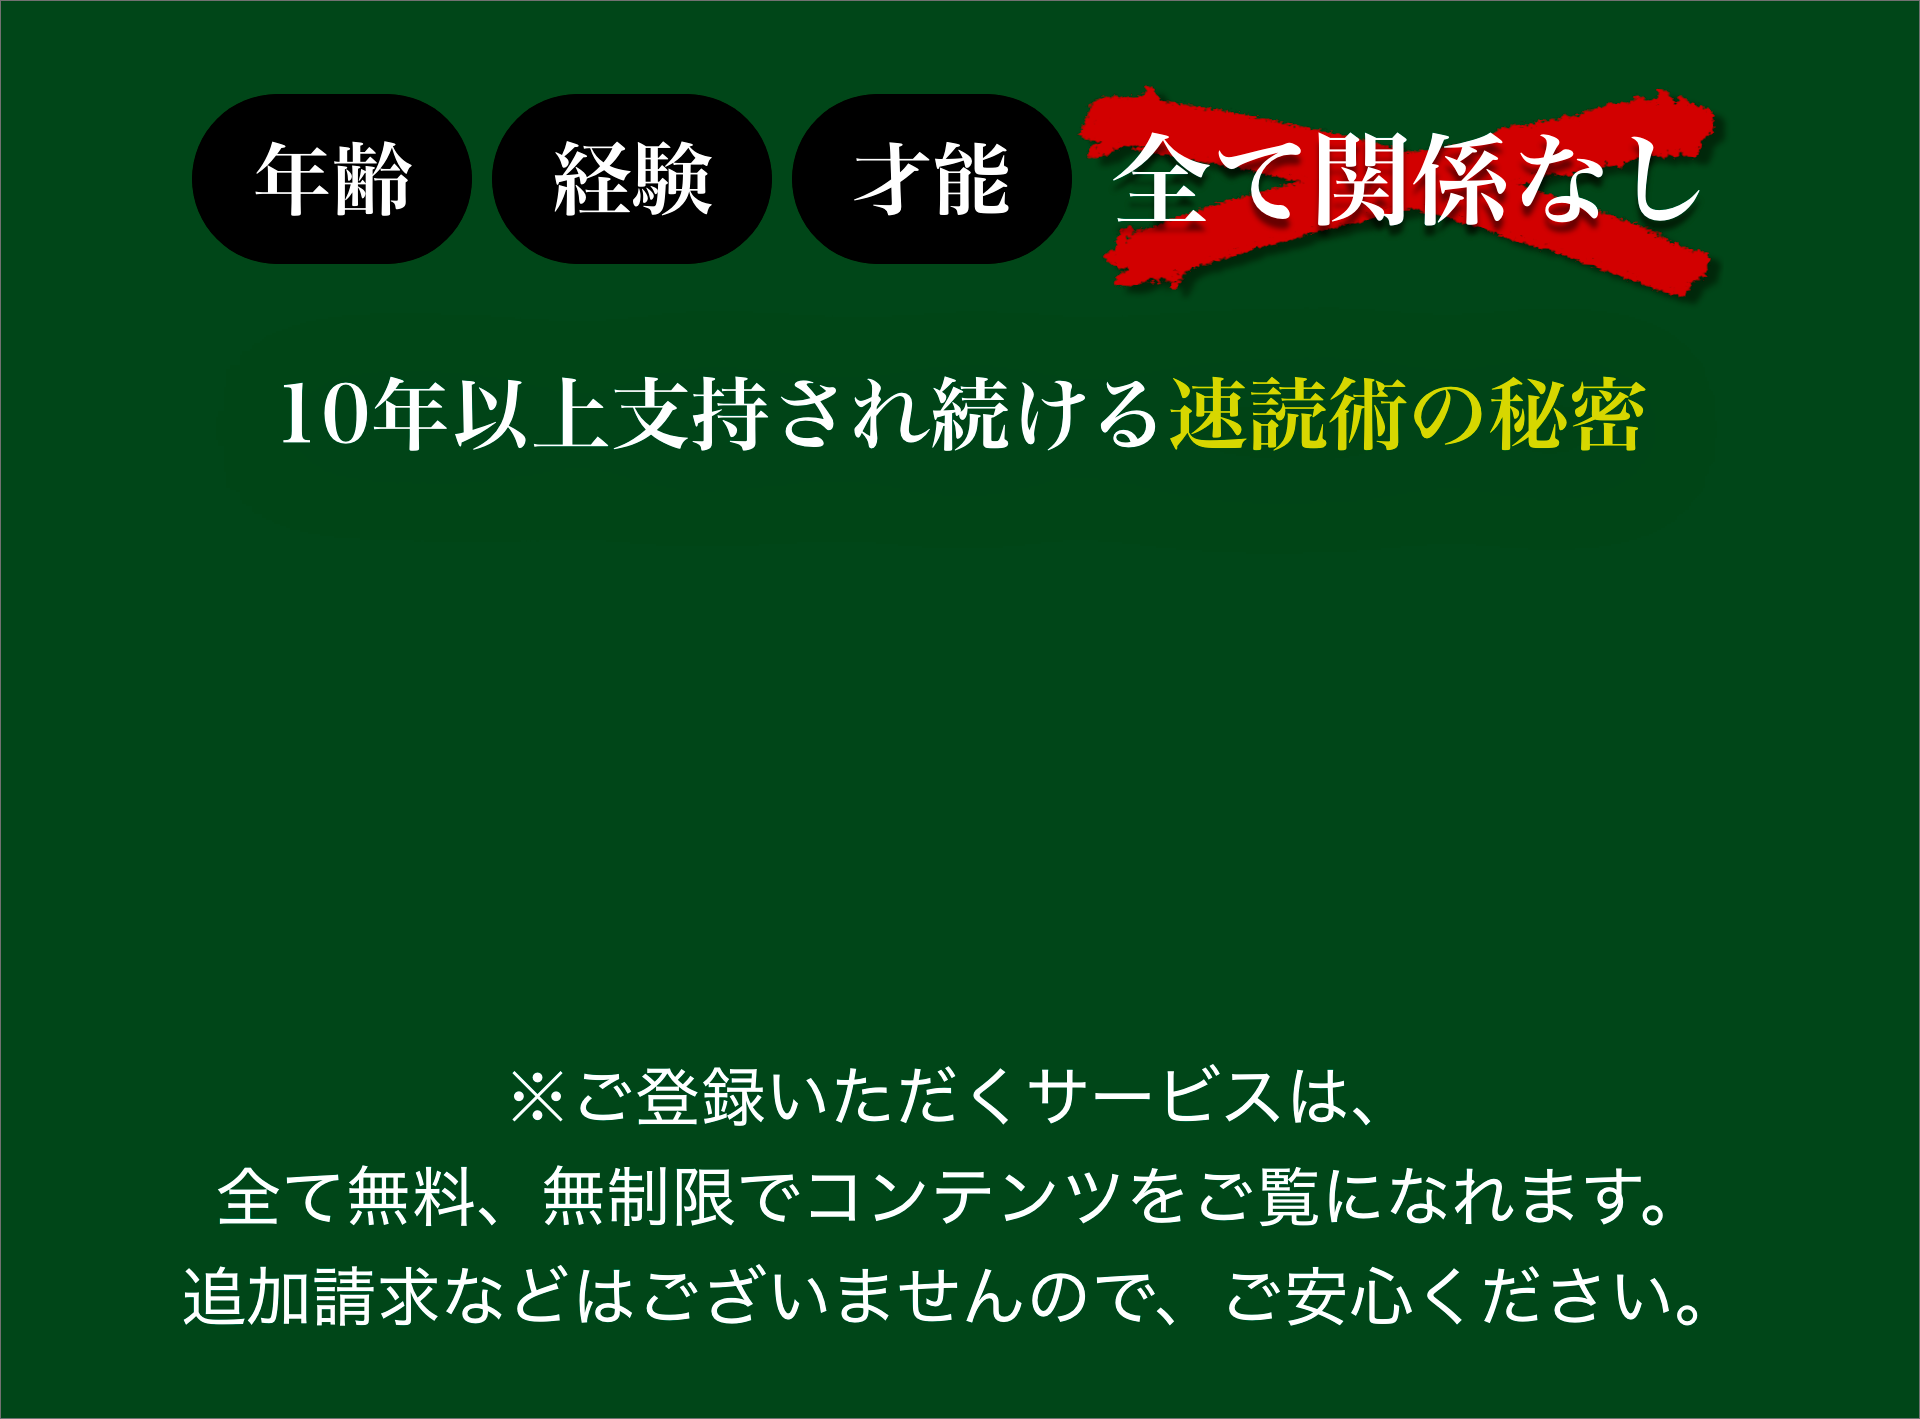 年齢 経験 才能 全て関係なし
10年以上支持され続ける速読術の秘密
※ご登録いただくサービスは、
全て無料、無制限でコンテンツをご覧になれます。
追加請求などはございませんので、ご安心ください。